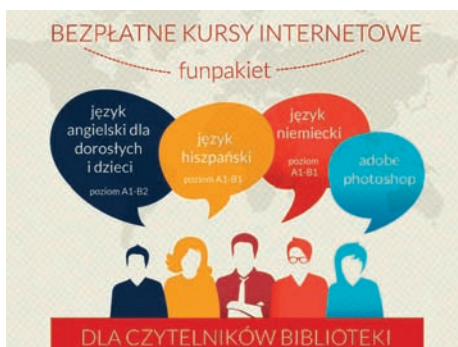 BEZPŁATNE KURSY INTERNETOWE
funpakiet
język
angielski dla
dorosłych
i dzieci
poziom A1-B2
język
hiszpański
poziom A1-B1
język
niemiecki
poziom
A1-B1
adobe
photoshop
DLA CZYTELNIKÓW BIBLIOTEKI